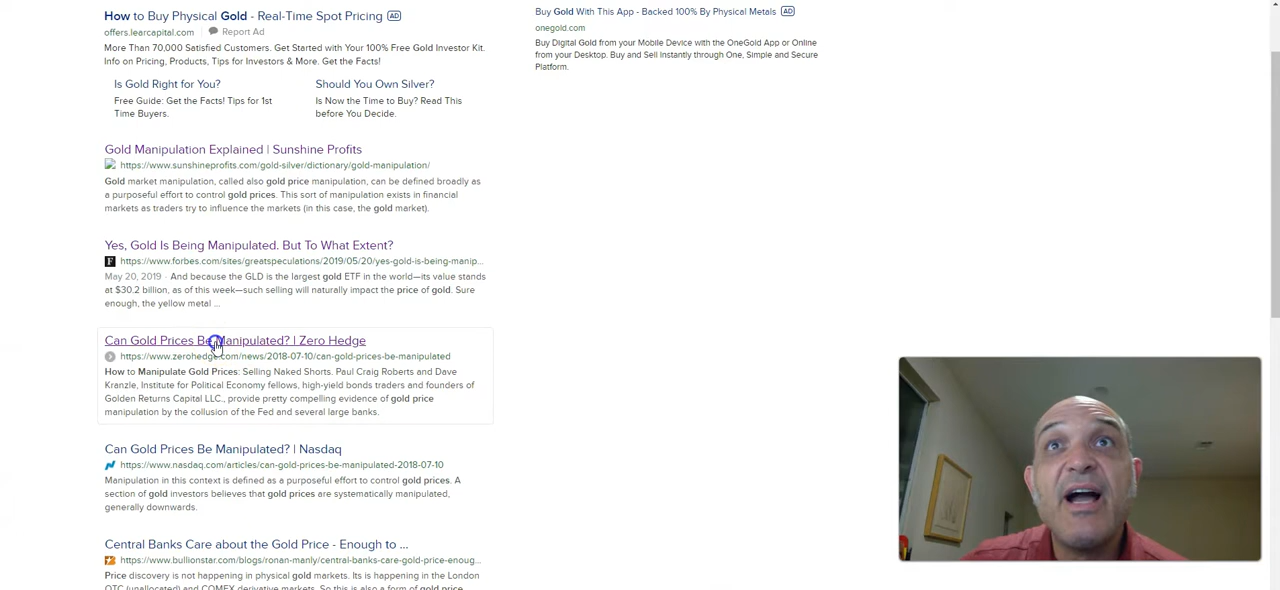 How to Buy Physical Gold - Real-Time Spot Pricing AD
offers.learcapital.com Report Ad
More Than 70,000 Satisfied Customers. Get Started with Your 100% Free Gold Investor Kit.
Info on Pricing, Products, Tips for Investors & More. Get the Facts!
Is Gold Right for You?
Free Guide: Get the Facts! Tips for 1st
Time Buyers.
Should You Own Silver?
Is Now the Time to Buy? Read This
before You Decide.
Gold Manipulation Explained | Sunshine Profits
https://www.sunshineprofits.com/gold-silver/dictionary/gold-manipulation/
Gold market manipulation, called also gold price manipulation, can be defined broadly as
a purposeful effort to control gold prices. This sort of manipulation exists in financial
markets as traders try to influence the markets (in this case, the gold market).
Yes, Gold Is Being Manipulated. But To What Extent?
F https://www.forbes.com/sites/greatspeculations/2019/05/20/yes-gold-is-being-manip...
May 20, 2019 · And because the GLD is the largest gold ETF in the world—its value stands
at $30.2 billion, as of this week—such selling will naturally impact the price of gold. Sure
enough, the yellow metal ...
Can Gold Prices Be Manipulated? | Zero Hedge
https://www.zerohedge.com/news/2018-07-10/can-gold-prices-be-manipulated
How to Manipulate Gold Prices: Selling Naked Shorts. Paul Craig Roberts and Dave
Kranzle, Institute for Political Economy fellows, high-yield bonds traders and founders of
Golden Returns Capital LLC., provide pretty compelling evidence of gold price
manipulation by the collusion of the Fed and several large banks.
Can Gold Prices Be Manipulated? | Nasdaq
https://www.nasdaq.com/articles/can-gold-prices-be-manipulated-2018-07-10
Manipulation in this context is defined as a purposeful effort to control gold prices. A
section of gold investors believes that gold prices are systematically manipulated,
generally downwards.
Central Banks Care about the Gold Price - Enough to ...
https://www.bullionstar.com/blogs/ronan-manly/central-banks-care-gold-price-enoug...
Price discovery is not happening in physical gold markets. Its is happening in the London
OTC (unallocated) and COMEX derivative markets. So this is also a form of gold price
Buy Gold With This App - Backed 100% By Physical Metals AD
onegold.com
Buy Digital Gold from your Mobile Device with the OneGold App or Online
from your Desktop. Buy and Sell Instantly through One, Simple and Secure
Platform.